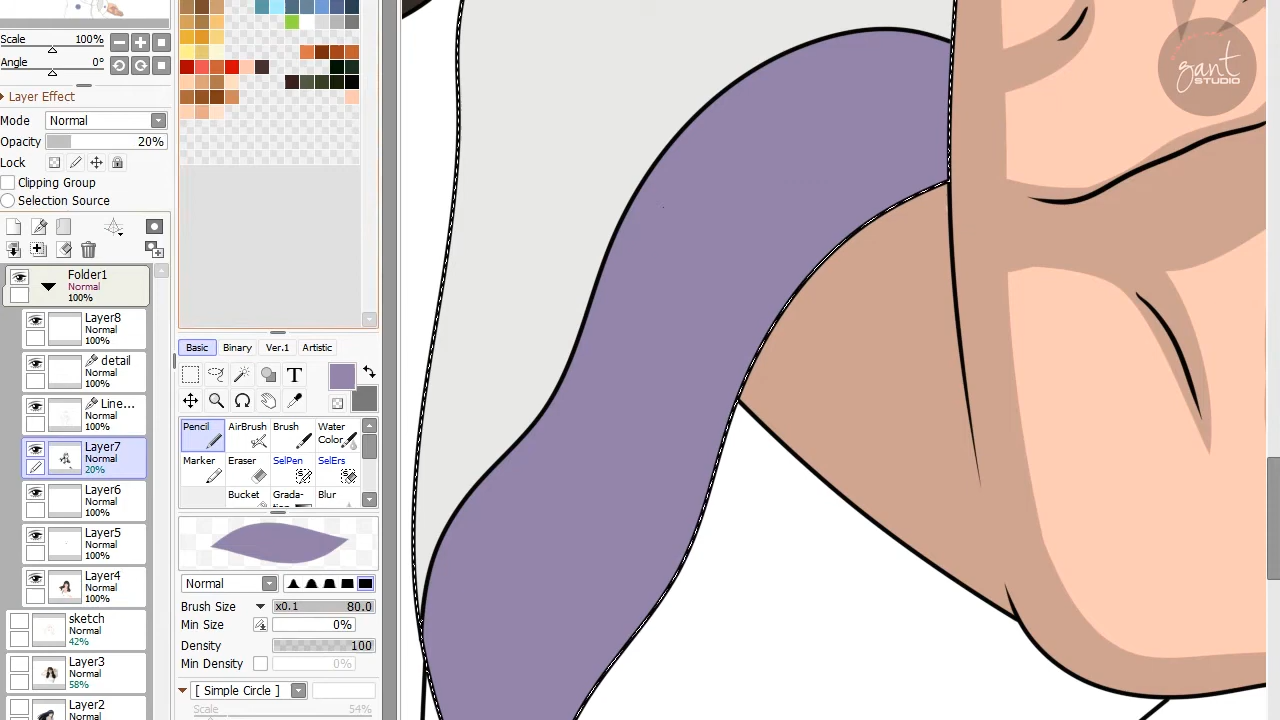 Scale 100%
Angle 0°
Layer Effect
Mode Normal
Opacity 20%
Lock
Clipping Group
Selection Source
Folder1
Normal
100%
Layer8
Normal
100%
detail
Normal
100%
Line...
Normal
100%
Layer7
Normal
20%
Layer6
Normal
100%
Layer5
Normal
100%
Layer4
Normal
100%
sketch
Normal
42%
Layer3
Normal
58%
Layer2
Normal
Basic Binary Ver.1 Artistic
T
Pencil AirBrush Brush Water Color
Marker Eraser SelPen SelErs
Bucket Grada- tion Blur
Normal
Brush Size x0.1 80.0
Min Size 0%
Density 100
Min Density 0%
[ Simple Circle ]
Scale 54%
gant
STUDIO